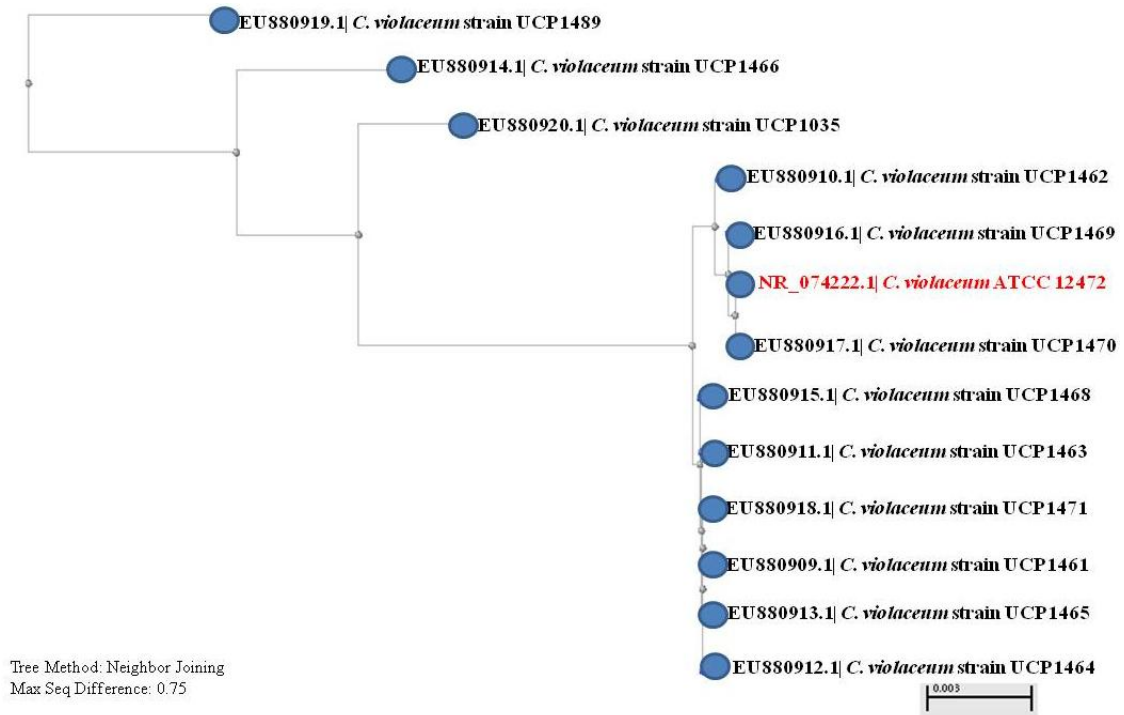 EU880919.1| C. violaceum strain UCP1489
EU880914.1| C. violaceum strain UCP1466
EU880920.1| C. violaceum strain UCP1035
EU880910.1| C. violaceum strain UCP1462
EU880916.1| C. violaceum strain UCP1469
NR_074222.1| C. violaceum ATCC 12472
EU880917.1| C. violaceum strain UCP1470
EU880915.1| C. violaceum strain UCP1468
EU880911.1| C. violaceum strain UCP1463
EU880918.1| C. violaceum strain UCP1471
EU880909.1| C. violaceum strain UCP1461
EU880913.1| C. violaceum strain UCP1465
EU880912.1| C. violaceum strain UCP1464
Tree Method: Neighbor Joining
Max Seq Difference: 0.75
0.003